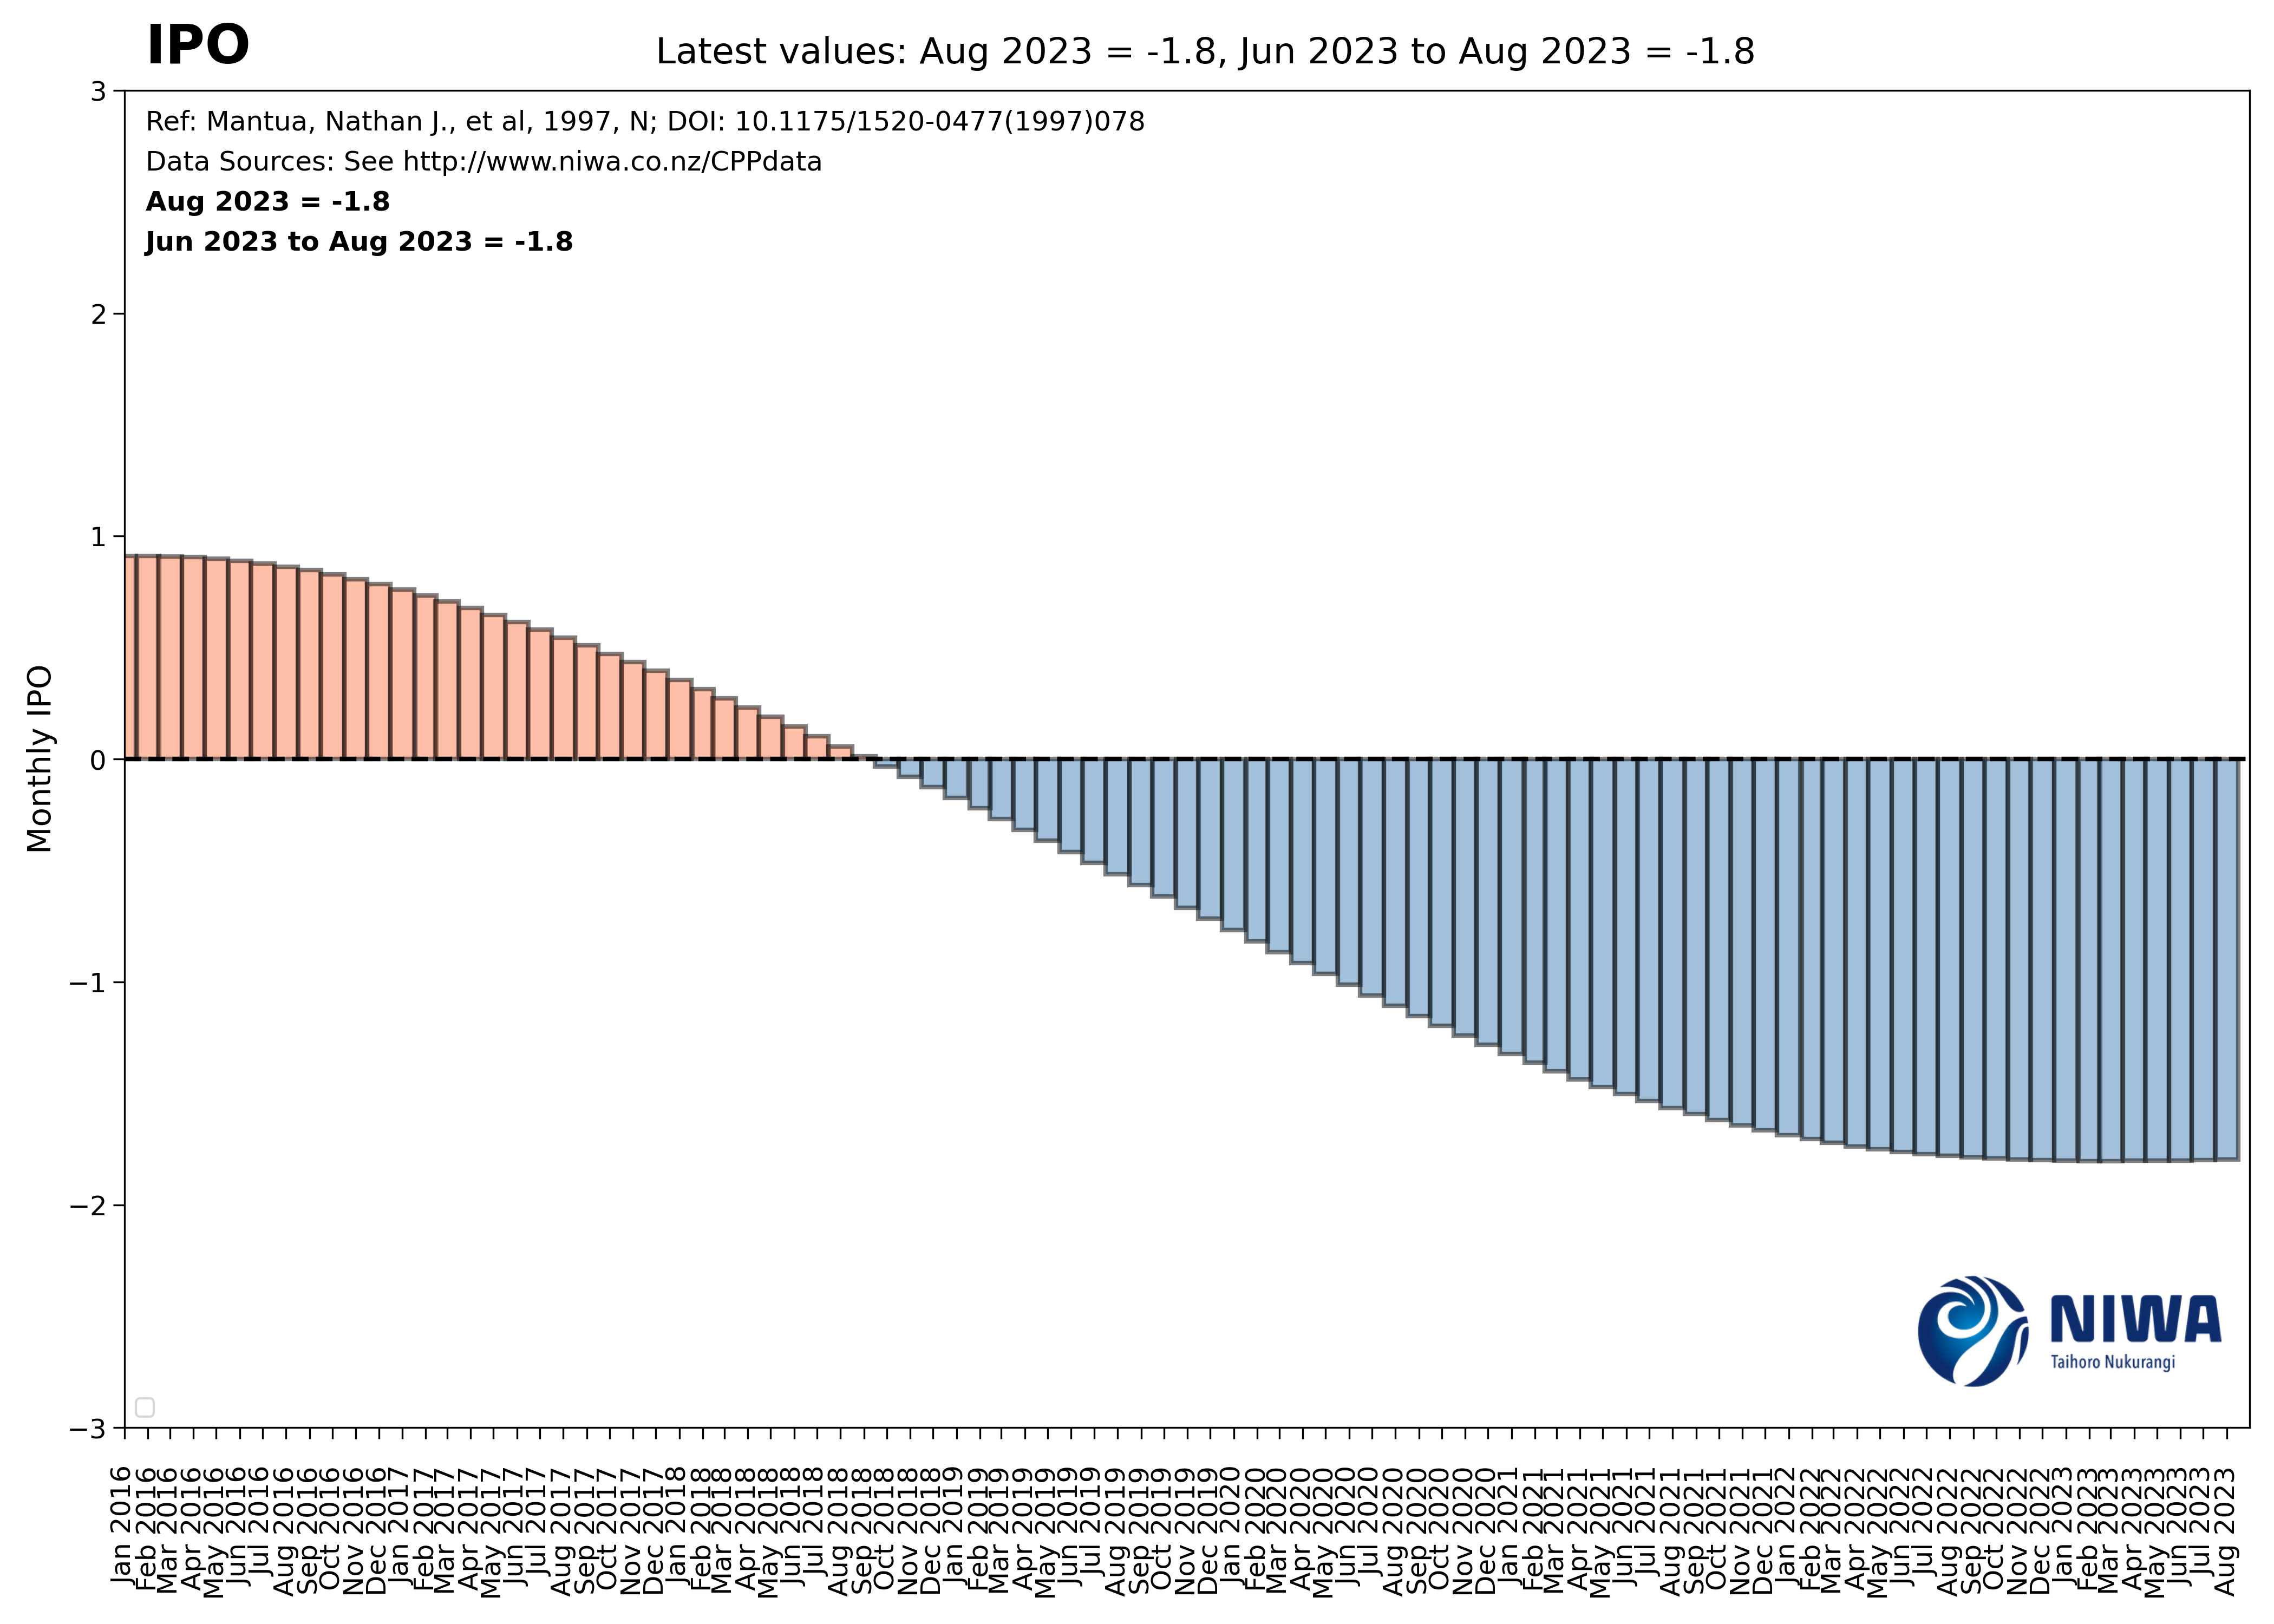 IPO
Latest values: Aug 2023 = -1.8, Jun 2023 to Aug 2023 = -1.8
Ref: Mantua, Nathan J., et al, 1997, N; DOI: 10.1175/1520-0477(1997)078
Data Sources: See http://www.niwa.co.nz/CPPdata
Aug 2023 = -1.8
Jun 2023 to Aug 2023 = -1.8
Monthly IPO
3
2
1
0
−1
−2
−3
NIWA
Taihoro Nukurangi
Jan 2016
Feb 2016
Mar 2016
Apr 2016
May 2016
Jun 2016
Jul 2016
Aug 2016
Sep 2016
Oct 2016
Nov 2016
Dec 2016
Jan 2017
Feb 2017
Mar 2017
Apr 2017
May 2017
Jun 2017
Jul 2017
Aug 2017
Sep 2017
Oct 2017
Nov 2017
Dec 2017
Jan 2018
Feb 2018
Mar 2018
Apr 2018
May 2018
Jun 2018
Jul 2018
Aug 2018
Sep 2018
Oct 2018
Nov 2018
Dec 2018
Jan 2019
Feb 2019
Mar 2019
Apr 2019
May 2019
Jun 2019
Jul 2019
Aug 2019
Sep 2019
Oct 2019
Nov 2019
Dec 2019
Jan 2020
Feb 2020
Mar 2020
Apr 2020
May 2020
Jun 2020
Jul 2020
Aug 2020
Sep 2020
Oct 2020
Nov 2020
Dec 2020
Jan 2021
Feb 2021
Mar 2021
Apr 2021
May 2021
Jun 2021
Jul 2021
Aug 2021
Sep 2021
Oct 2021
Nov 2021
Dec 2021
Jan 2022
Feb 2022
Mar 2022
Apr 2022
May 2022
Jun 2022
Jul 2022
Aug 2022
Sep 2022
Oct 2022
Nov 2022
Dec 2022
Jan 2023
Feb 2023
Mar 2023
Apr 2023
May 2023
Jun 2023
Jul 2023
Aug 2023